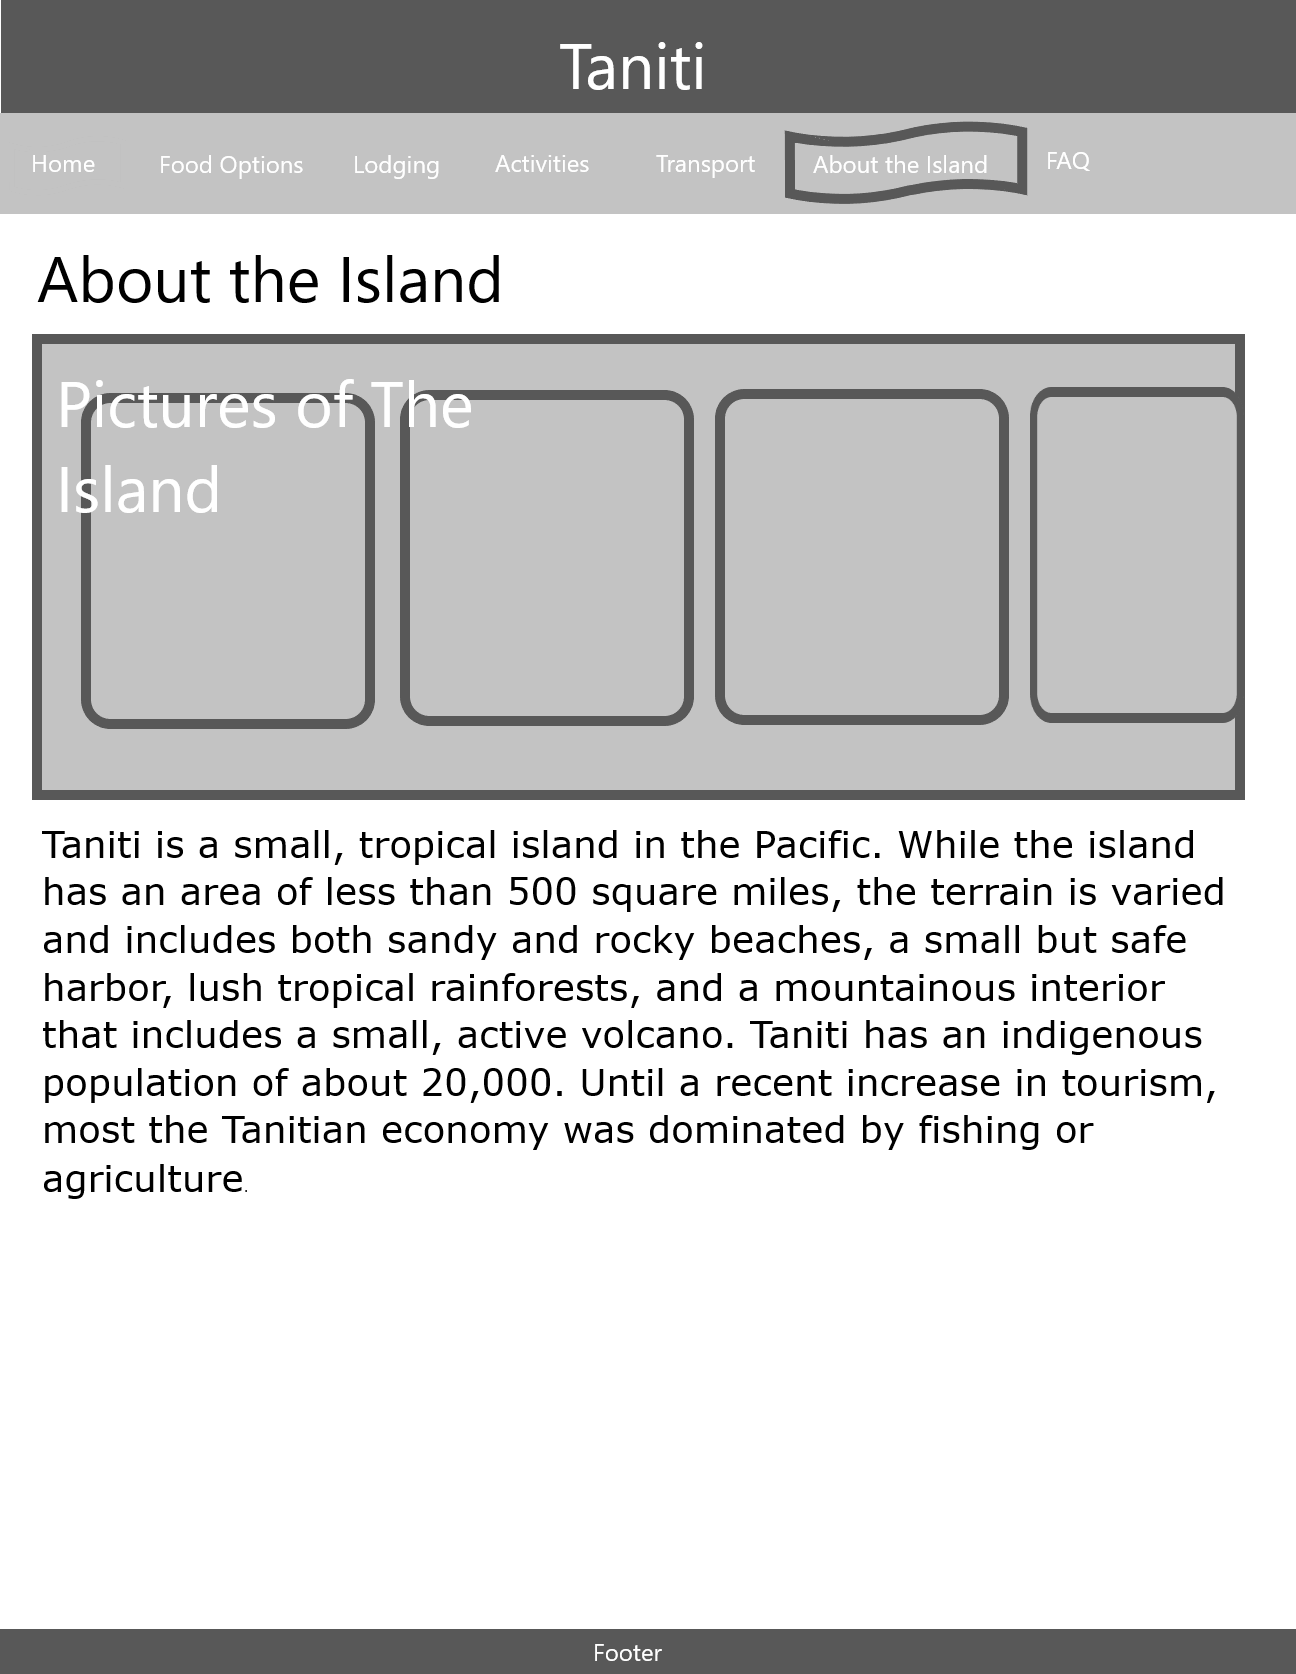 Taniti
Home Food Options Lodging Activities Transport About the Island FAQ
About the Island
Pictures of The
Island
Taniti is a small, tropical island in the Pacific. While the island
has an area of less than 500 square miles, the terrain is varied
and includes both sandy and rocky beaches, a small but safe
harbor, lush tropical rainforests, and a mountainous interior
that includes a small, active volcano. Taniti has an indigenous
population of about 20,000. Until a recent increase in tourism,
most the Tanitian economy was dominated by fishing or
agriculture.
Footer